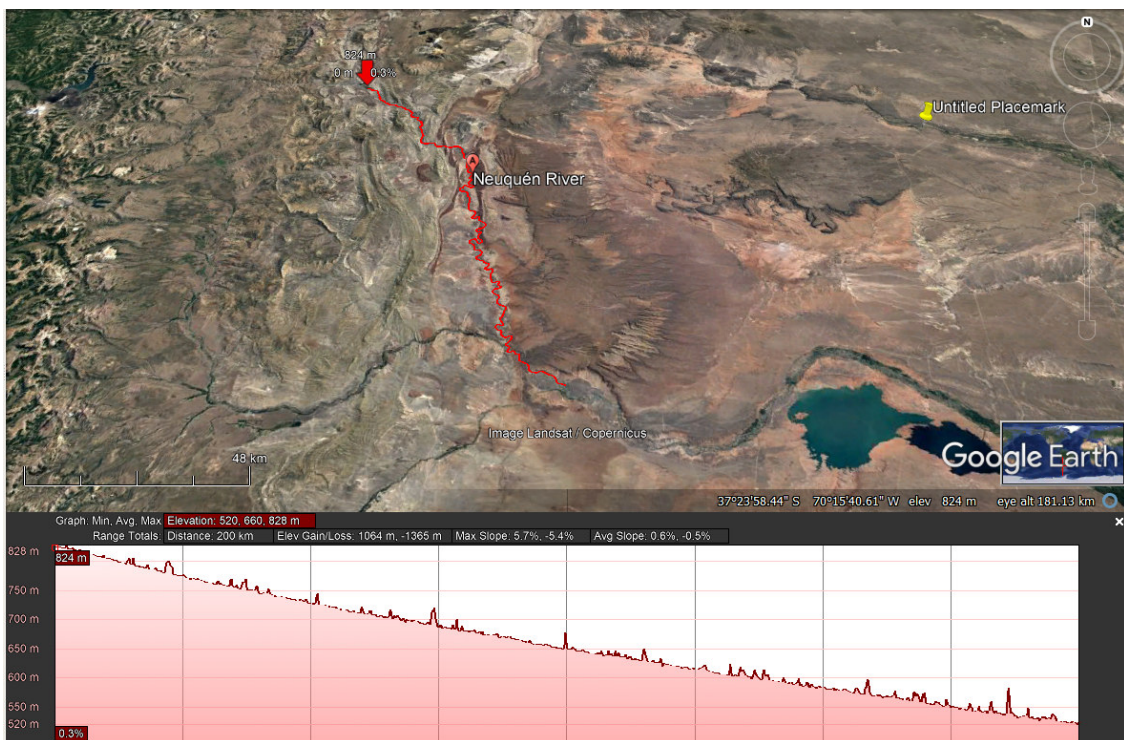 N
824 m
0 m 0.3%
Untitled Placemark
A
Neuquén River
Image Landsat / Copernicus
48 km
Google Earth
37°23'58.44" S 70°15'40.61" W elev 824 m eye alt 181.13 km
Graph: Min, Avg, Max Elevation: 520, 660, 828 m
Range Totals: Distance: 200 km Elev Gain/Loss: 1064 m, -1365 m Max Slope: 5.7%, -5.4% Avg Slope: 0.6%, -0.5%
828 m
824 m
750 m
700 m
650 m
600 m
550 m
520 m
0.3%